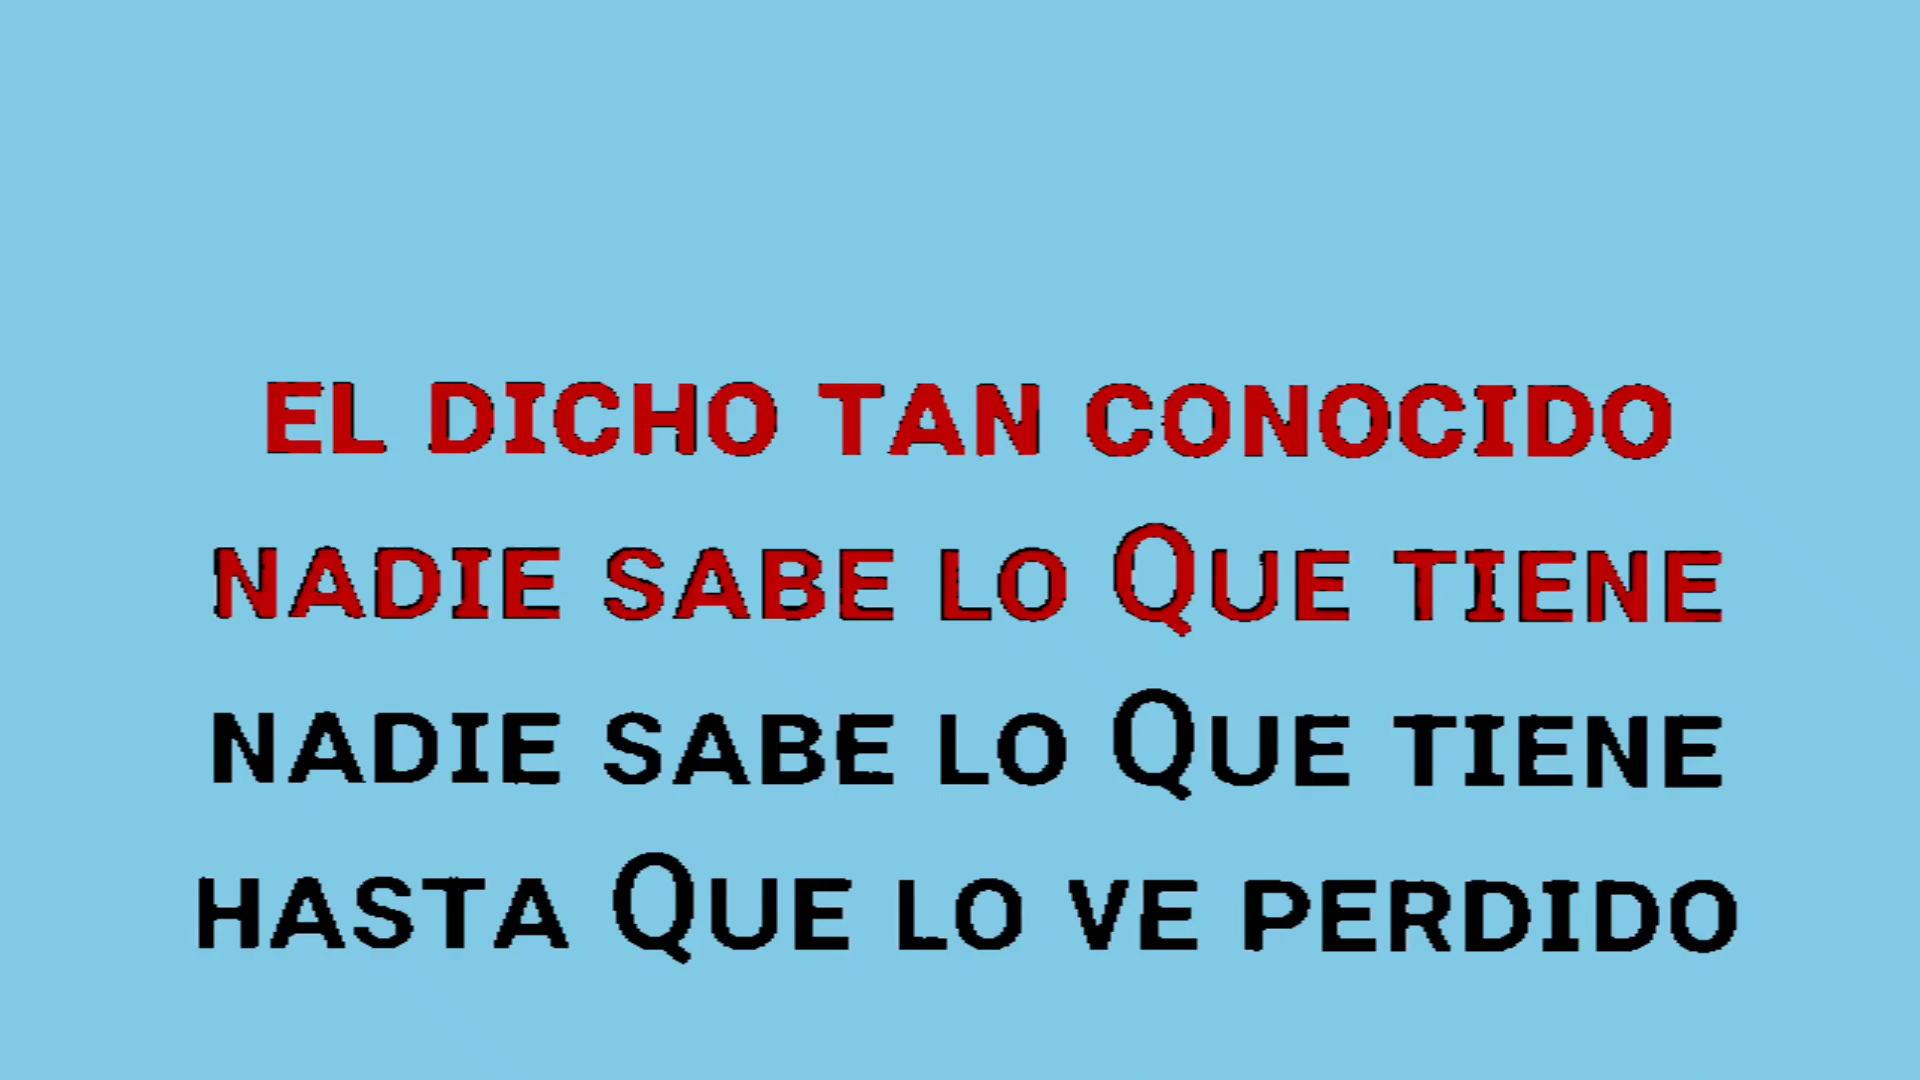 EL DICHO TAN CONOCIDO
NADIE SABE LO QUE TIENE
NADIE SABE LO QUE TIENE
HASTA QUE LO VE PERDIDO